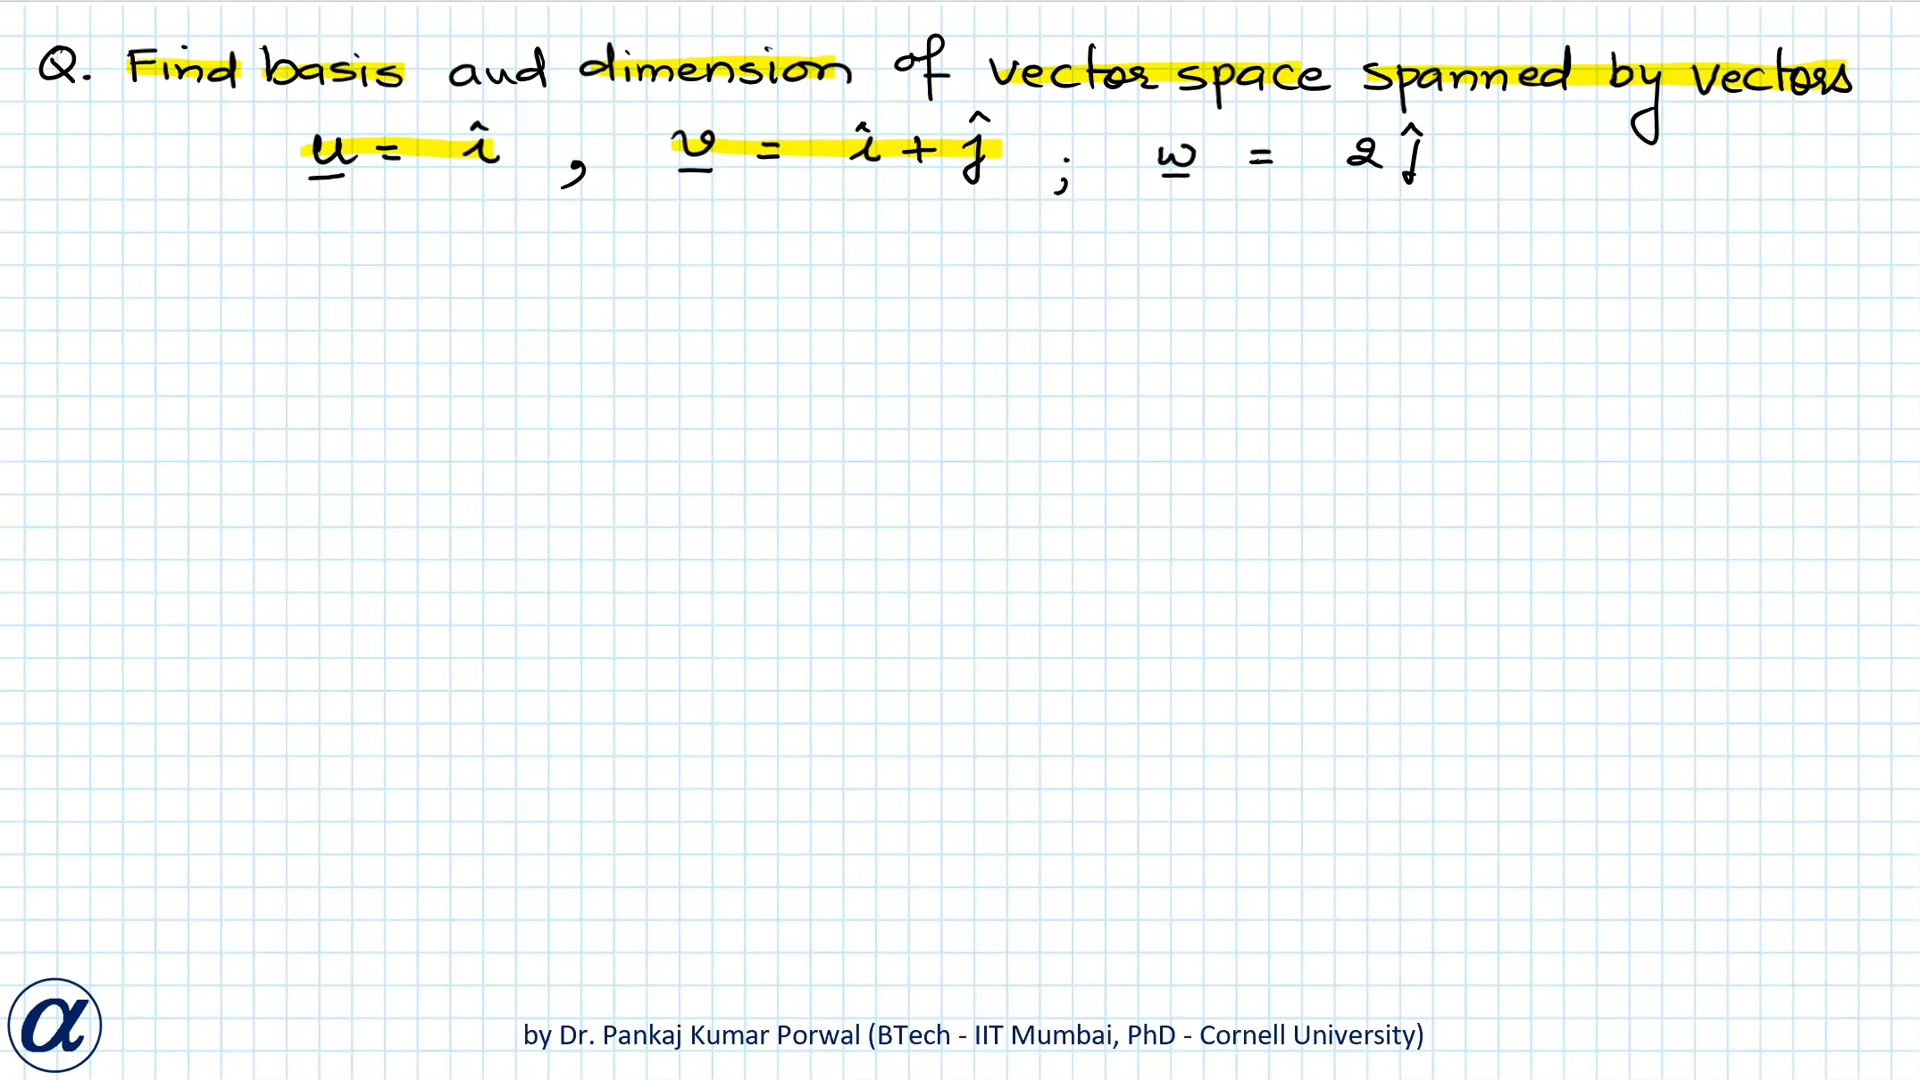 Q. Find basis and dimension of vector space spanned by vectors
u = î , v = î + ĵ ; w = 2ĵ
α
by Dr. Pankaj Kumar Porwal (BTech - IIT Mumbai, PhD - Cornell University)